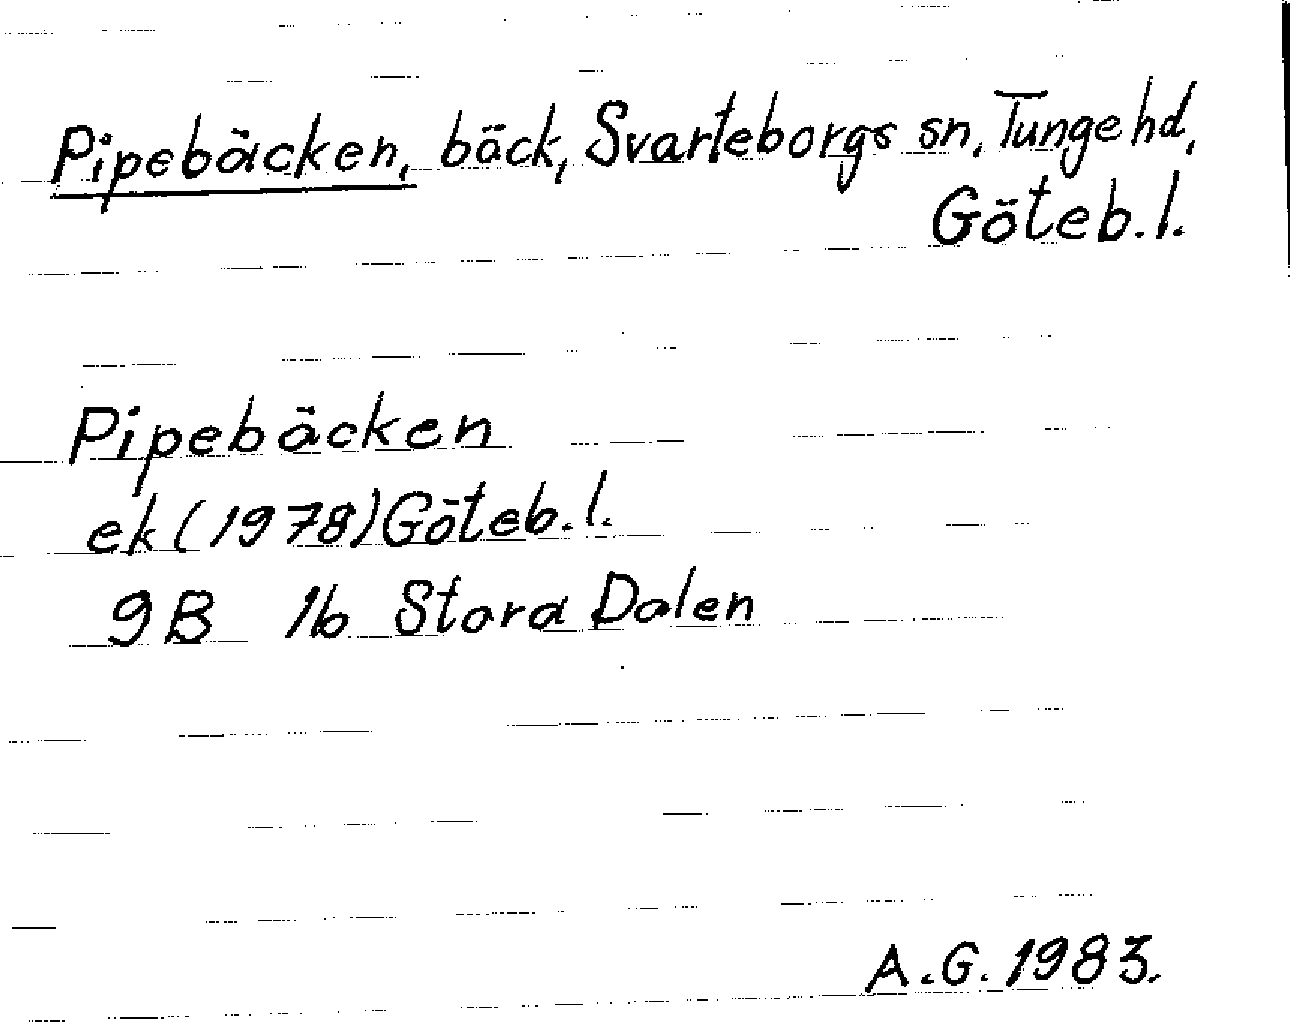 Pipebäcken, bäck, Svarteborgs sn, Tunge hd,
Göteb. l.
Pipebäcken
ek (1978) Göteb. l.
9B 1b Stora Dalen
A.G. 1983.